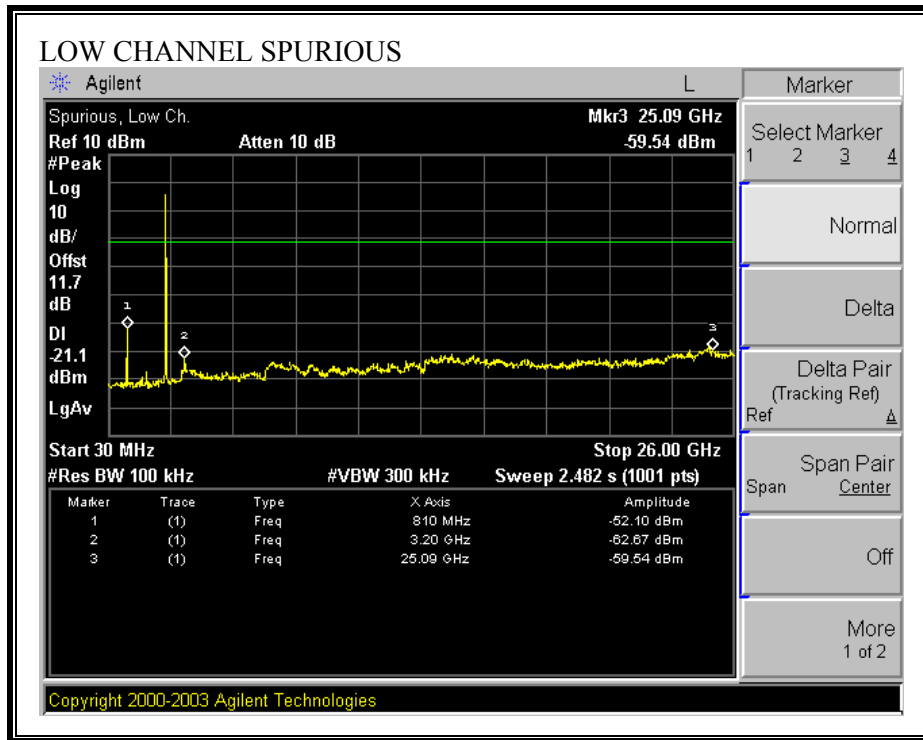 LOW CHANNEL SPURIOUS
Agilent L
Spurious, Low Ch. Mkr3 25.09 GHz
Ref 10 dBm Atten 10 dB -59.54 dBm
#Peak
Log
10
dB/
Offst
11.7
dB
DI
-21.1
dBm
LgAv
1
2
3
Start 30 MHz Stop 26.00 GHz
#Res BW 100 kHz #VBW 300 kHz Sweep 2.482 s (1001 pts)
Marker Trace Type X Axis Amplitude
1 (1) Freq 810 MHz -52.10 dBm
2 (1) Freq 3.20 GHz -62.67 dBm
3 (1) Freq 25.09 GHz -59.54 dBm
Marker
Select Marker
1 2 3 4
Normal
Delta
Delta Pair
(Tracking Ref)
Ref Δ
Span Pair
Span Center
Off
More
1 of 2
Copyright 2000-2003 Agilent Technologies